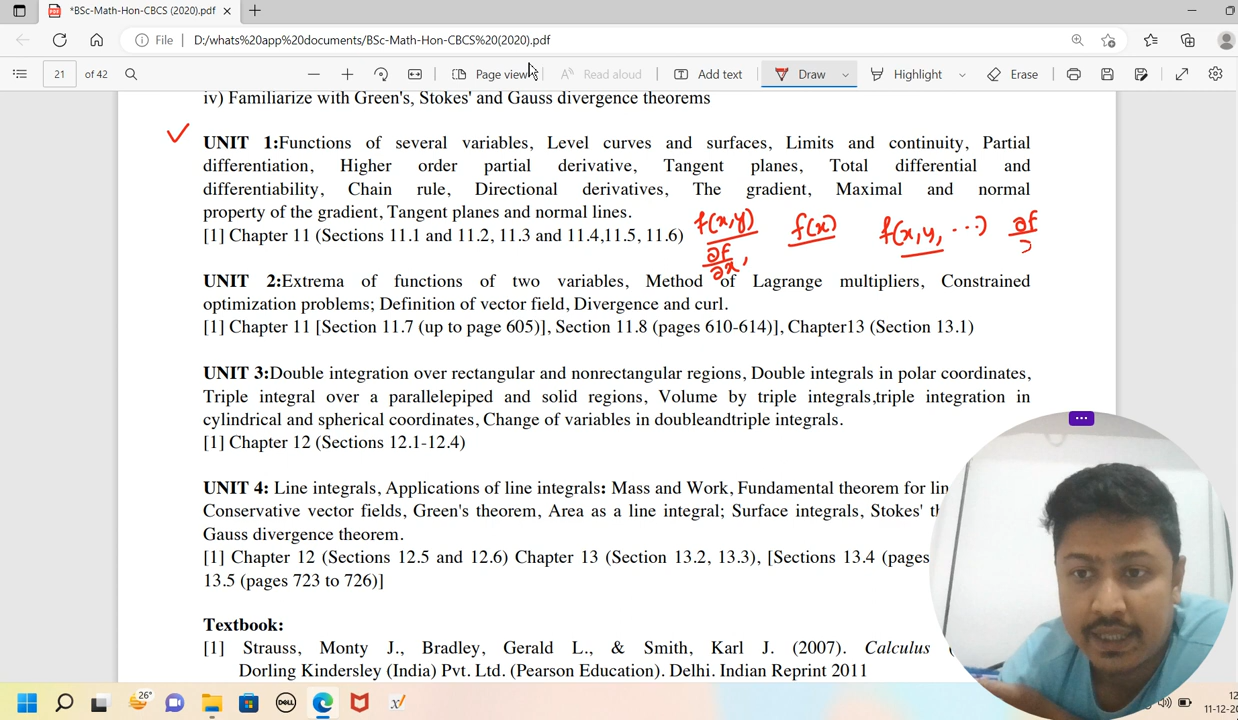 *BSc-Math-Hon-CBCS (2020).pdf
File D:/whats%20app%20documents/BSc-Math-Hon-CBCS%20(2020).pdf
21 of 42 Page view Read aloud Add text Draw Highlight Erase
iv) Familiarize with Green's, Stokes' and Gauss divergence theorems
UNIT 1:Functions of several variables, Level curves and surfaces, Limits and continuity, Partial
differentiation, Higher order partial derivative, Tangent planes, Total differential and
differentiability, Chain rule, Directional derivatives, The gradient, Maximal and normal
property of the gradient, Tangent planes and normal lines.
[1] Chapter 11 (Sections 11.1 and 11.2, 11.3 and 11.4,11.5, 11.6) f(x,y) f(x) f(x,y, ...) ∂f
∂f/∂x,
UNIT 2:Extrema of functions of two variables, Method of Lagrange multipliers, Constrained
optimization problems; Definition of vector field, Divergence and curl.
[1] Chapter 11 [Section 11.7 (up to page 605)], Section 11.8 (pages 610-614)], Chapter13 (Section 13.1)
UNIT 3:Double integration over rectangular and nonrectangular regions, Double integrals in polar coordinates,
Triple integral over a parallelepiped and solid regions, Volume by triple integrals,triple integration in
cylindrical and spherical coordinates, Change of variables in doubleandtriple integrals.
[1] Chapter 12 (Sections 12.1-12.4)
UNIT 4: Line integrals, Applications of line integrals: Mass and Work, Fundamental theorem for lin
Conservative vector fields, Green's theorem, Area as a line integral; Surface integrals, Stokes' t
Gauss divergence theorem.
[1] Chapter 12 (Sections 12.5 and 12.6) Chapter 13 (Section 13.2, 13.3), [Sections 13.4 (pages
13.5 (pages 723 to 726)]
Textbook:
[1] Strauss, Monty J., Bradley, Gerald L., & Smith, Karl J. (2007). Calculus
Dorling Kindersley (India) Pvt. Ltd. (Pearson Education). Delhi. Indian Reprint 2011
26°
DELL
12
11-12-20